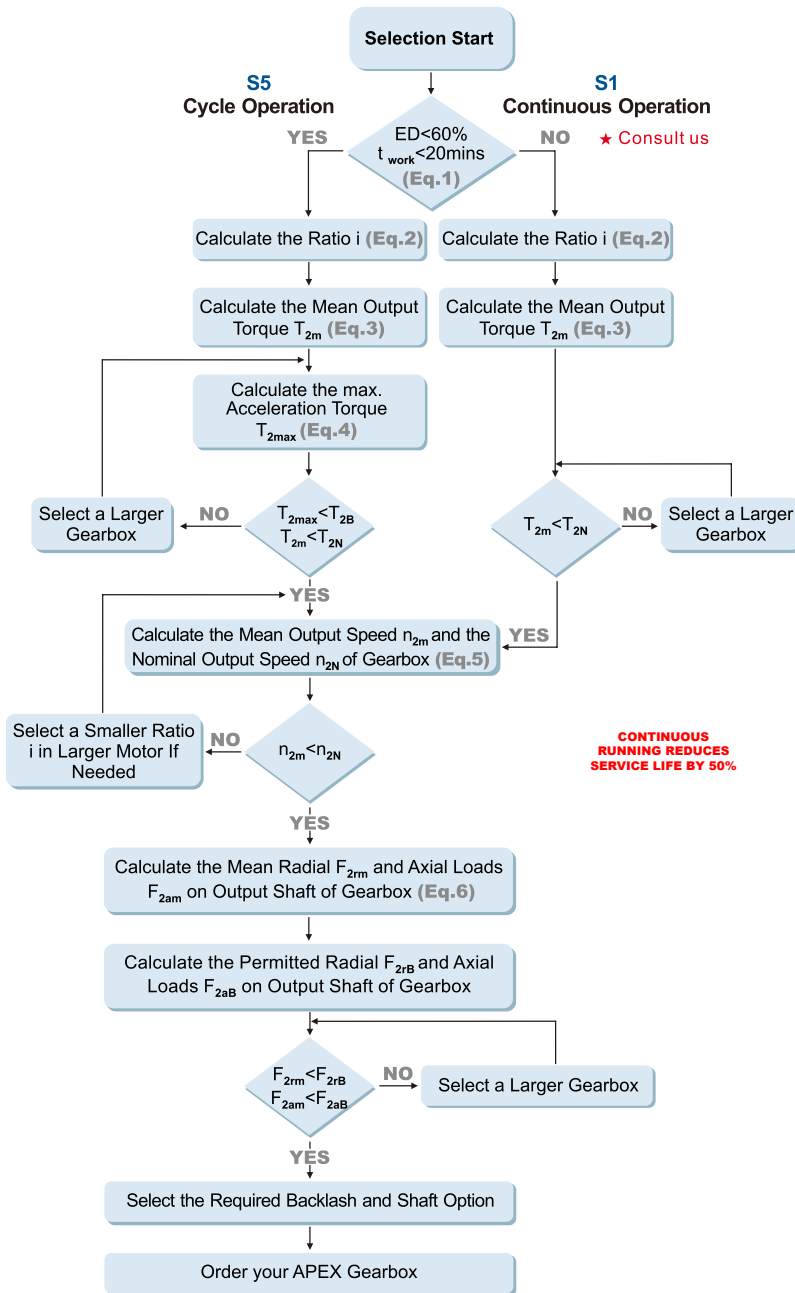 Selection Start
S5
Cycle Operation
S1
Continuous Operation
★ Consult us
ED<60%
t work<20mins
(Eq.1)
YES
NO
Calculate the Ratio i (Eq.2)
Calculate the Ratio i (Eq.2)
Calculate the Mean Output
Torque T2m (Eq.3)
Calculate the Mean Output
Torque T2m (Eq.3)
Calculate the max.
Acceleration Torque
T2max (Eq.4)
Select a Larger
Gearbox
NO
T2max<T2B
T2m<T2N
T2m<T2N
NO
Select a Larger
Gearbox
YES
YES
Calculate the Mean Output Speed n2m and the
Nominal Output Speed n2N of Gearbox (Eq.5)
Select a Smaller Ratio
i in Larger Motor If
Needed
NO
n2m<n2N
CONTINUOUS
RUNNING REDUCES
SERVICE LIFE BY 50%
YES
Calculate the Mean Radial F2rm and Axial Loads
F2am on Output Shaft of Gearbox (Eq.6)
Calculate the Permitted Radial F2rB and Axial
Loads F2aB on Output Shaft of Gearbox
F2rm<F2rB
F2am<F2aB
NO
Select a Larger Gearbox
YES
Select the Required Backlash and Shaft Option
Order your APEX Gearbox